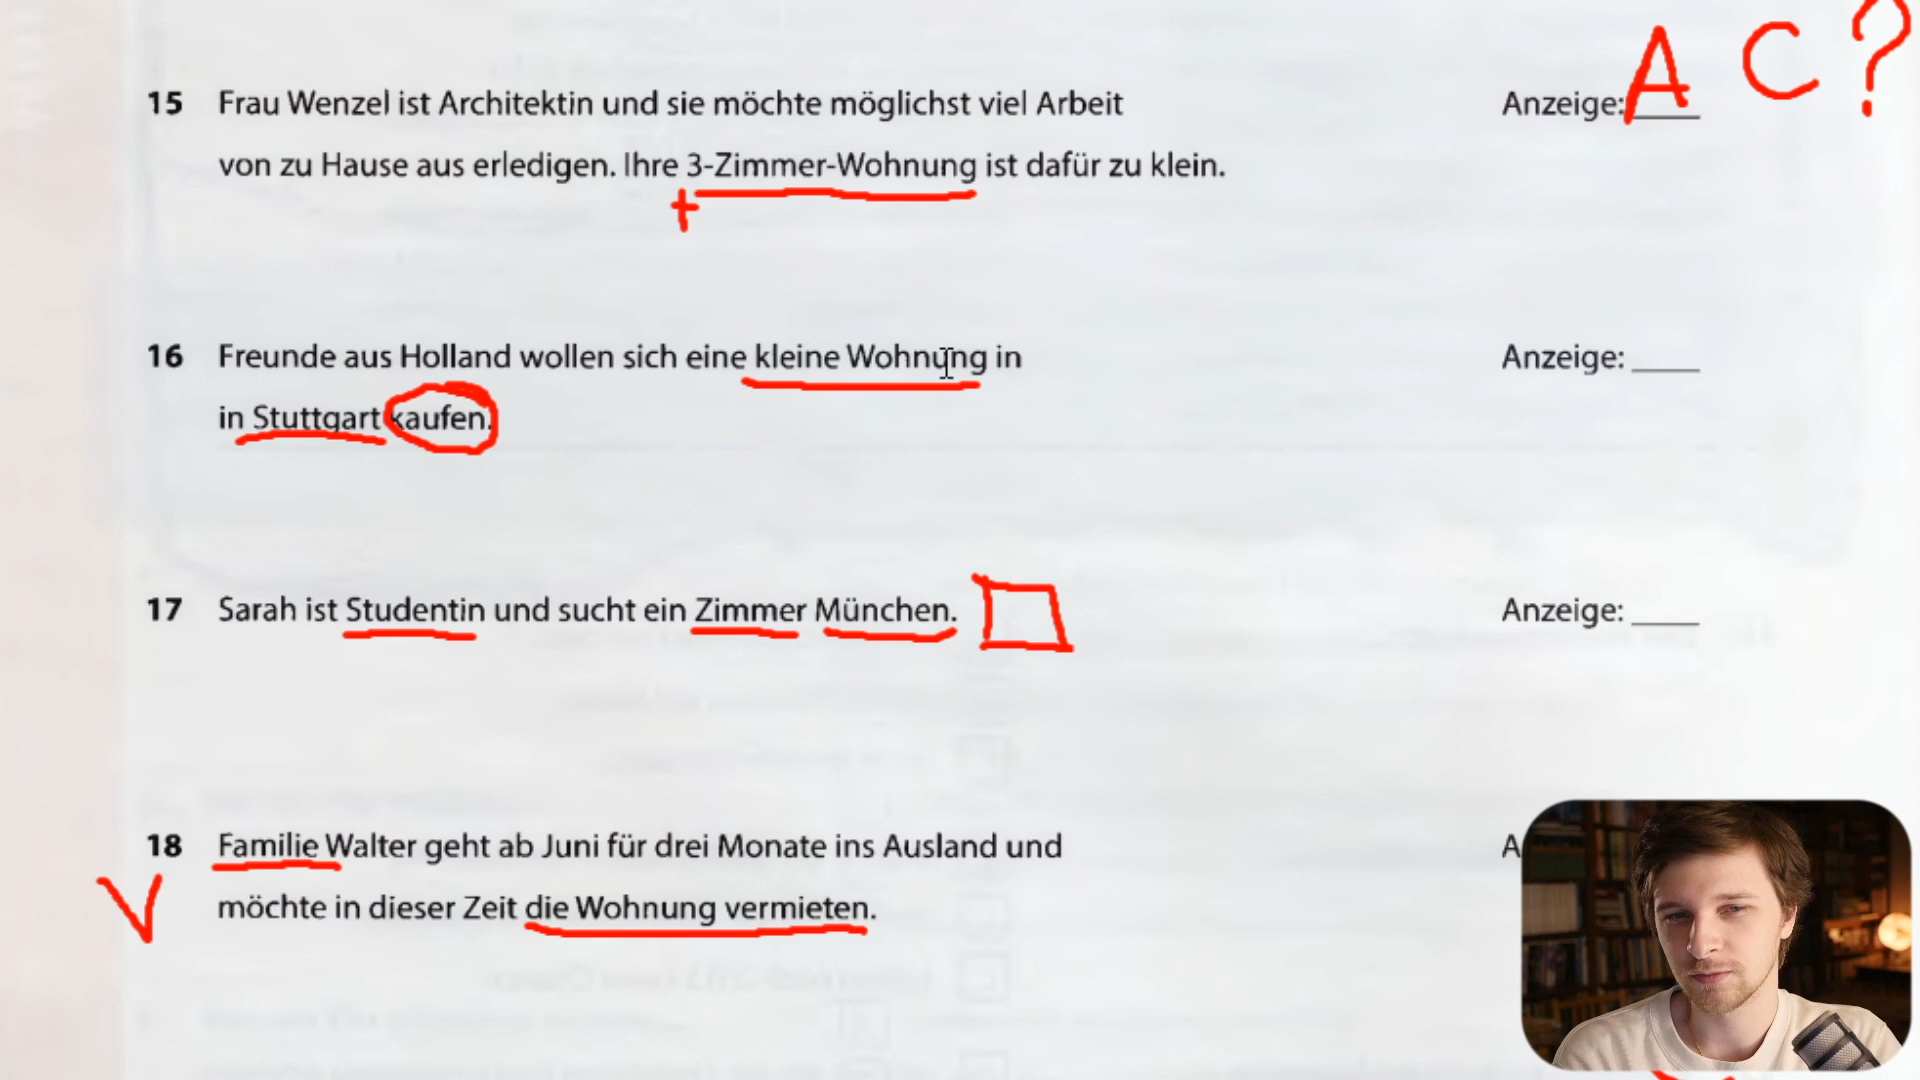 A C ?
15 Frau Wenzel ist Architektin und sie möchte möglichst viel Arbeit Anzeige: ____
von zu Hause aus erledigen. Ihre 3-Zimmer-Wohnung ist dafür zu klein.
+
16 Freunde aus Holland wollen sich eine kleine Wohnung in Anzeige: ____
in Stuttgart kaufen.
17 Sarah ist Studentin und sucht ein Zimmer München. Anzeige: ____
18 Familie Walter geht ab Juni für drei Monate ins Ausland und A
möchte in dieser Zeit die Wohnung vermieten.